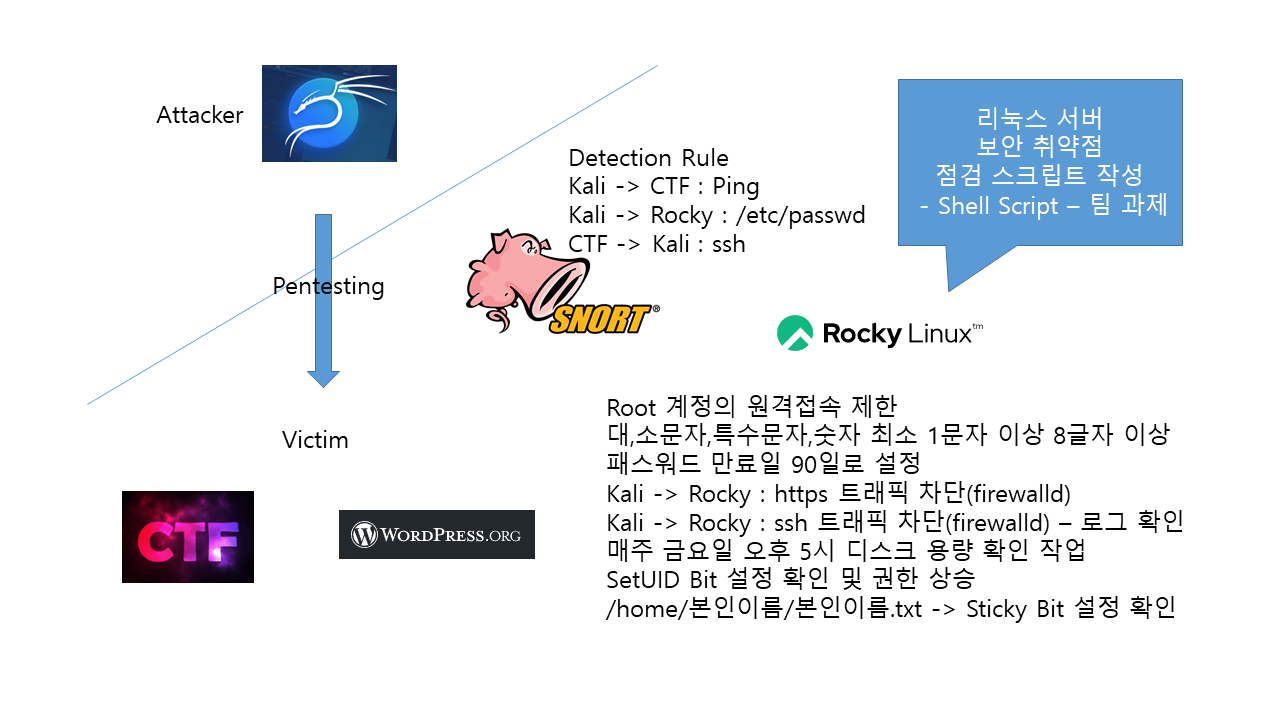 Attacker
Pentesting
Victim
CTF
WORDPRESS.ORG
Detection Rule
Kali -> CTF : Ping
Kali -> Rocky : /etc/passwd
CTF -> Kali : ssh
SNORT®
리눅스 서버
보안 취약점
점검 스크립트 작성
- Shell Script – 팀 과제
Rocky Linux™
Root 계정의 원격접속 제한
대,소문자,특수문자,숫자 최소 1문자 이상 8글자 이상
패스워드 만료일 90일로 설정
Kali -> Rocky : https 트래픽 차단(firewalld)
Kali -> Rocky : ssh 트래픽 차단(firewalld) – 로그 확인
매주 금요일 오후 5시 디스크 용량 확인 작업
SetUID Bit 설정 확인 및 권한 상승
/home/본인이름/본인이름.txt -> Sticky Bit 설정 확인